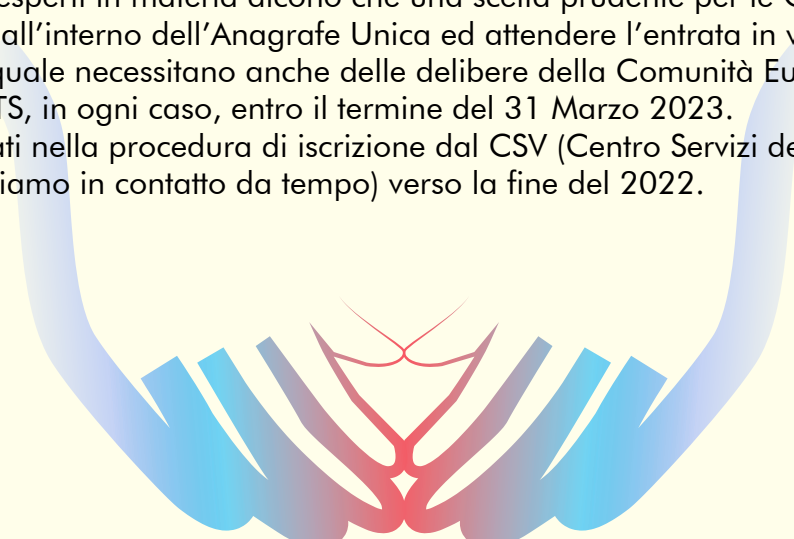 esperti in materia dicono che una scelta prudente per le
all’interno dell’Anagrafe Unica ed attendere l’entrata in v
quale necessitano anche delle delibere della Comunità Eu
TS, in ogni caso, entro il termine del 31 Marzo 2023.
ati nella procedura di iscrizione dal CSV (Centro Servizi de
iamo in contatto da tempo) verso la fine del 2022.